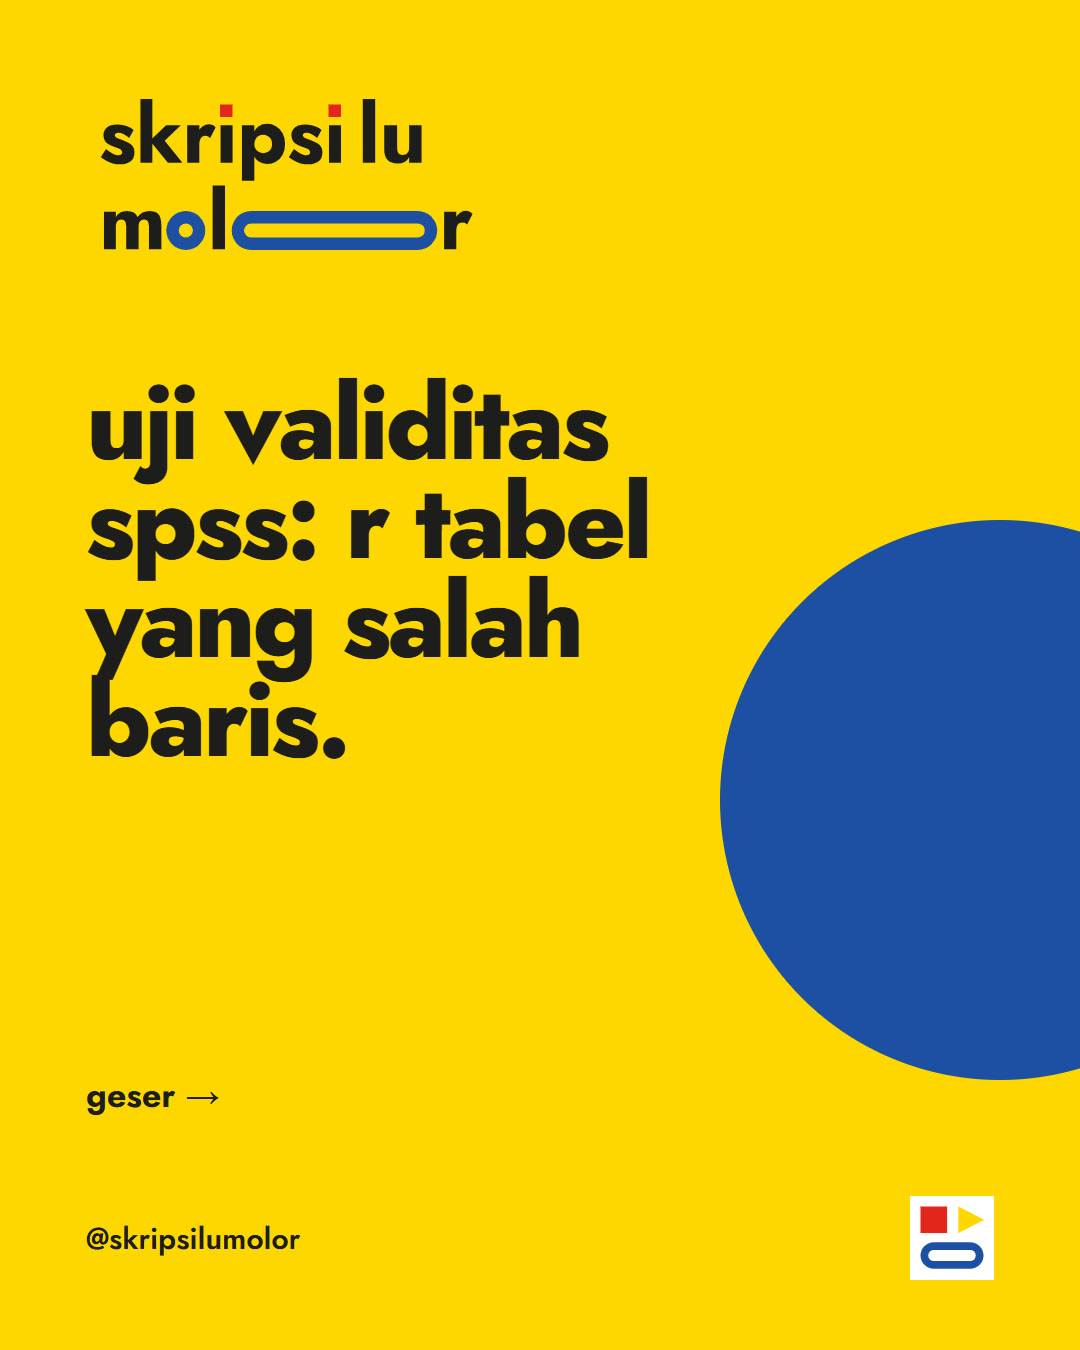 skripsi lu
molor
uji validitas
spss: r tabel
yang salah
baris.
geser →
@skripsilumolor